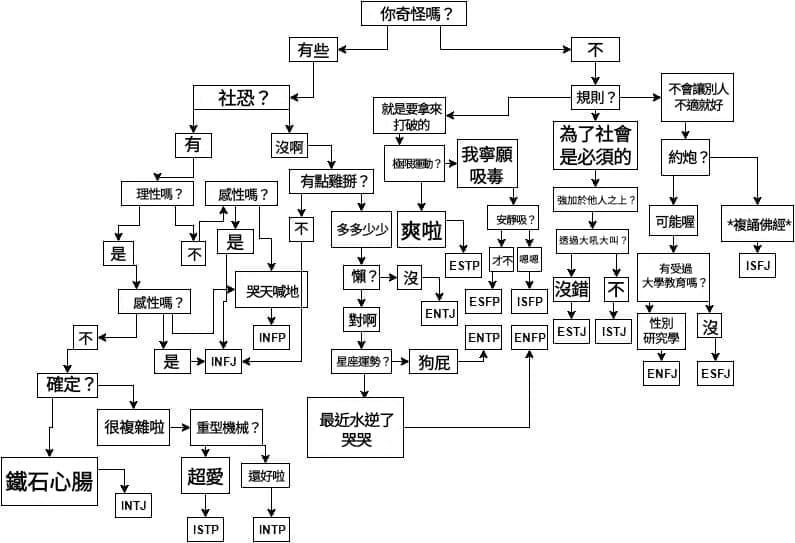 你奇怪嗎？
有些
不
社恐？
就是要拿來
打破的
規則？
不會讓別人
不適就好
有
沒啊
極限運動？
我寧願
吸毒
為了社會
是必須的
約炮？
理性嗎？
感性嗎？
有點雞掰？
強加於他人之上？
是
不
是
不
多多少少
爽啦
安靜吸？
透過大吼大叫？
可能喔
*複誦佛經*
ESTP
才不
嗯嗯
ISFJ
感性嗎？
哭天喊地
懶？
沒
沒錯
不
有受過
大學教育嗎？
ENTJ
ESFP
ISFP
不
INFP
對啊
ESTJ
ISTJ
性別
研究學
沒
是
INFJ
星座運勢？
狗屁
ENTP
ENFP
ENFJ
ESFJ
確定？
很複雜啦
重型機械？
最近水逆了
哭哭
鐵石心腸
INTJ
超愛
還好啦
ISTP
INTP